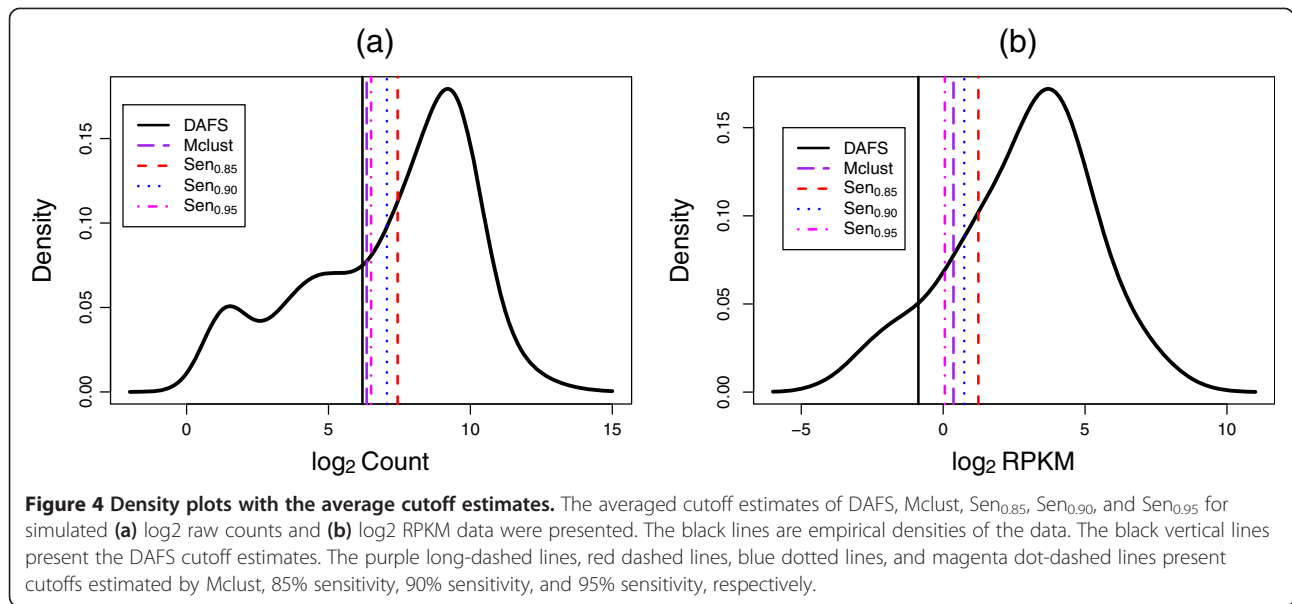 (a)
DAFS
Mclust
Sen0.85
Sen0.90
Sen0.95
Density
0.00 0.05 0.10 0.15
0 5 10 15
log2 Count
(b)
DAFS
Mclust
Sen0.85
Sen0.90
Sen0.95
Density
0.00 0.05 0.10 0.15
−5 0 5 10
log2 RPKM
Figure 4 Density plots with the average cutoff estimates. The averaged cutoff estimates of DAFS, Mclust, Sen0.85, Sen0.90, and Sen0.95 for
simulated (a) log2 raw counts and (b) log2 RPKM data were presented. The black lines are empirical densities of the data. The black vertical lines
present the DAFS cutoff estimates. The purple long-dashed lines, red dashed lines, blue dotted lines, and magenta dot-dashed lines present
cutoffs estimated by Mclust, 85% sensitivity, 90% sensitivity, and 95% sensitivity, respectively.